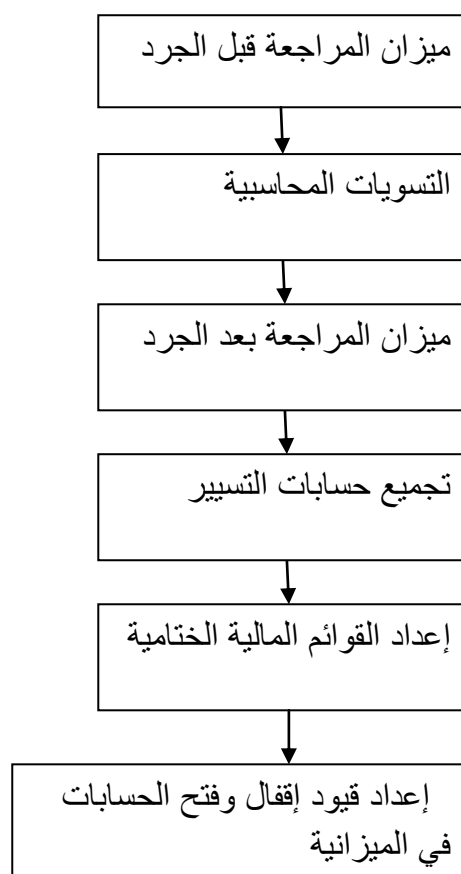 ميزان المراجعة قبل الجرد
التسويات المحاسبية
ميزان المراجعة بعد الجرد
تجميع حسابات التسيير
إعداد القوائم المالية الختامية
إعداد قيود إقفال وفتح الحسابات
في الميزانية